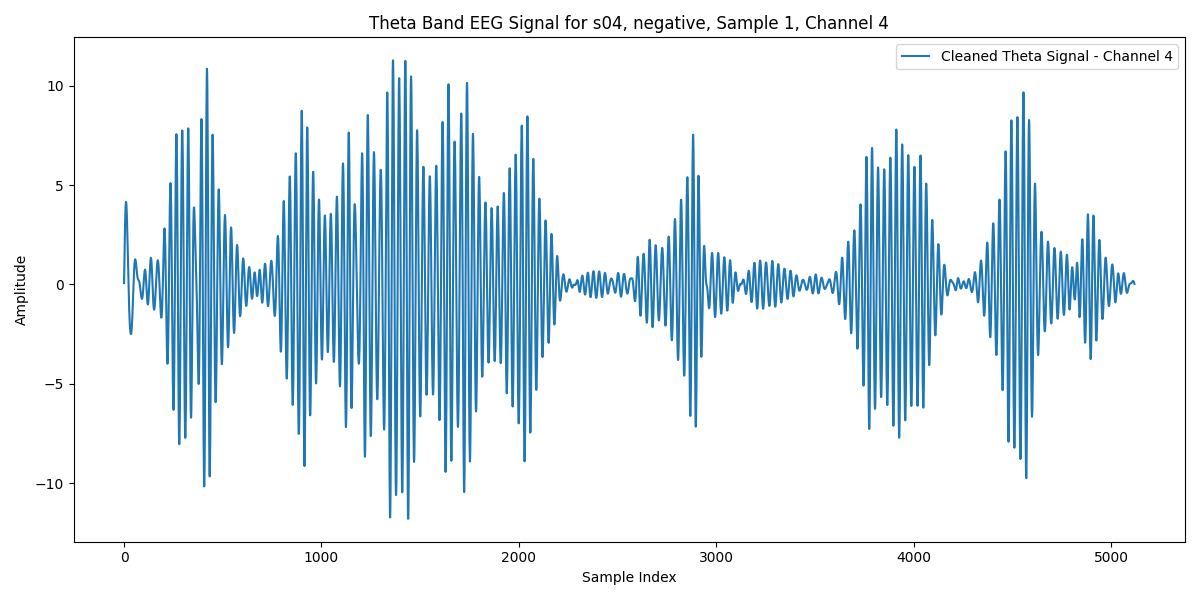 Theta Band EEG Signal for s04, negative, Sample 1, Channel 4
Cleaned Theta Signal - Channel 4
10
5
0
−5
−10
Amplitude
0 1000 2000 3000 4000 5000
Sample Index